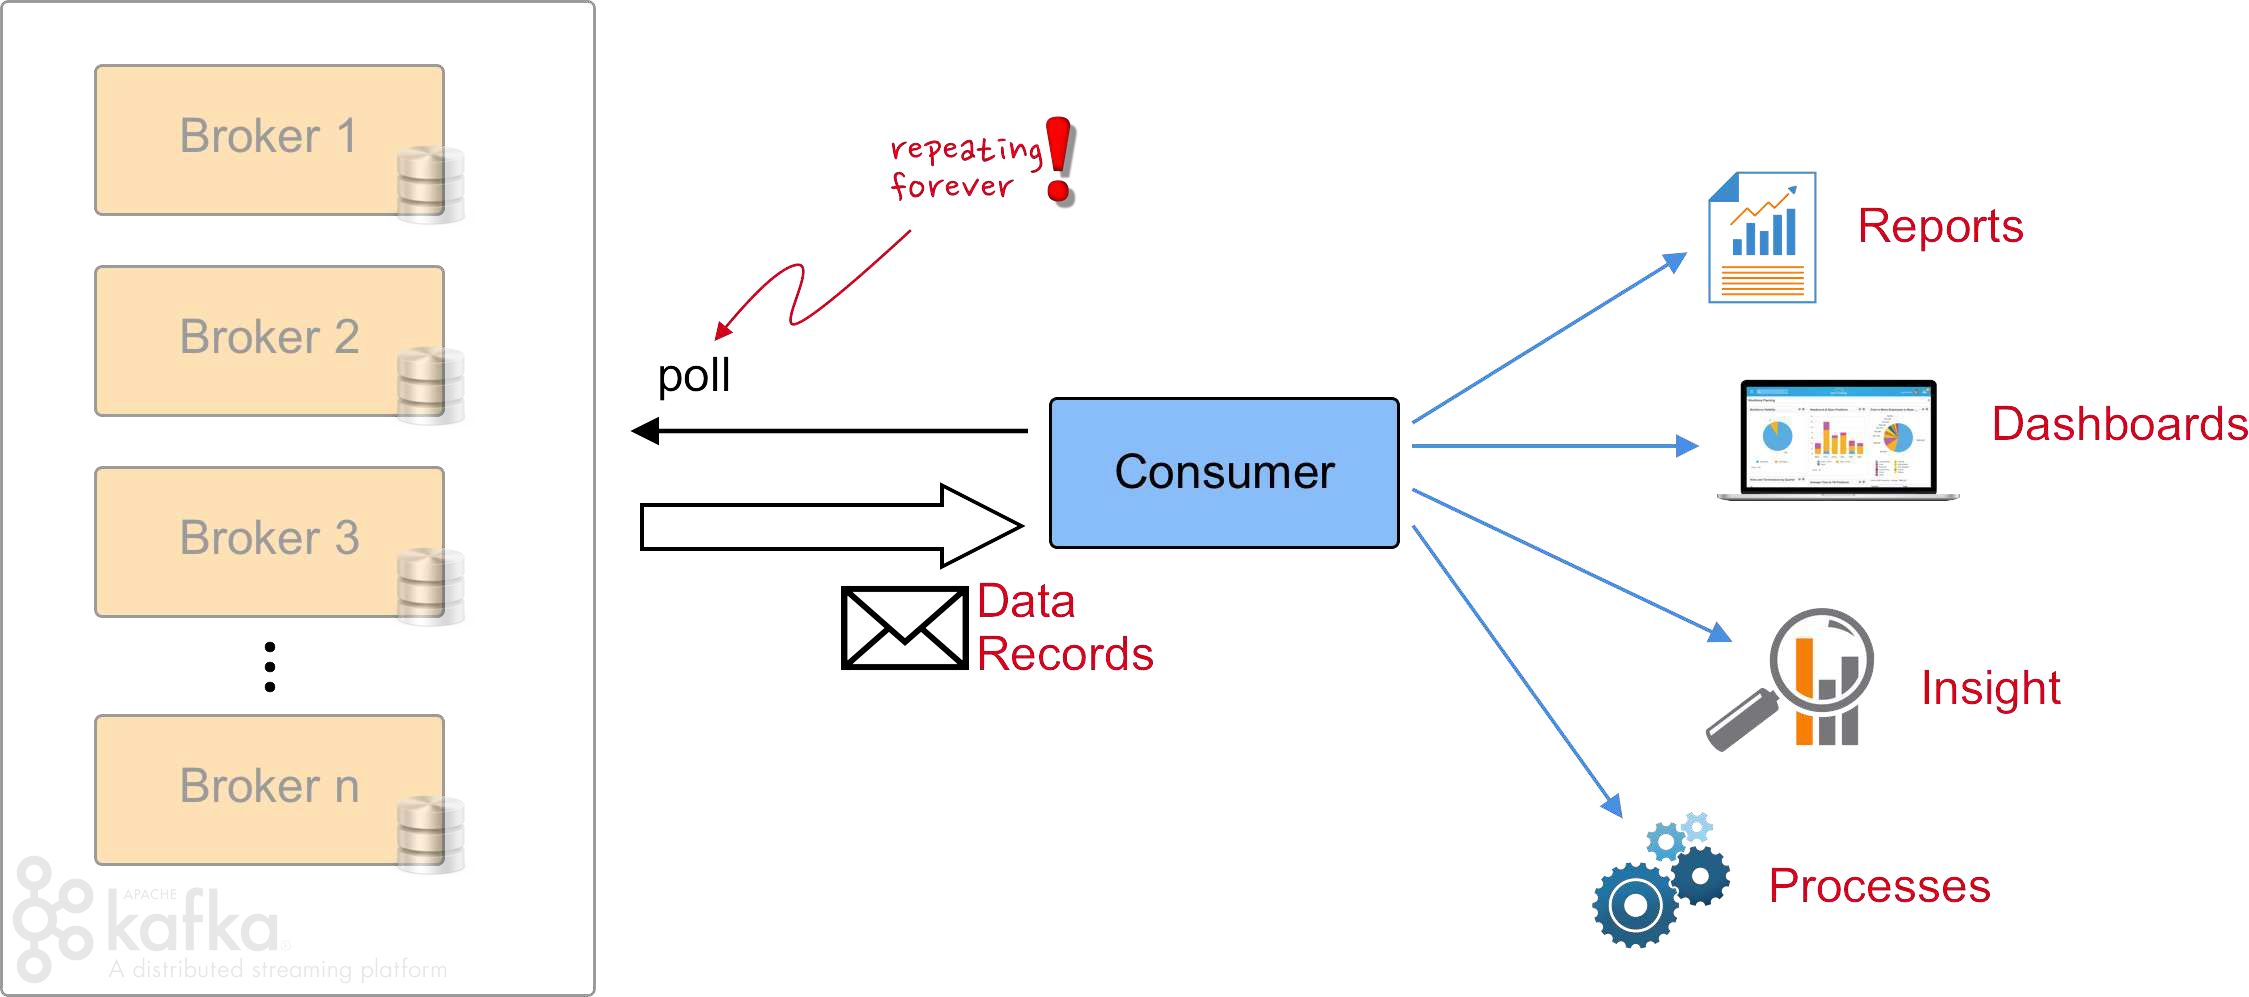 Broker 1
Broker 2
Broker 3
Broker n
APACHE
kafka®
A distributed streaming platform
repeating
forever
poll
Consumer
Data
Records
Reports
Dashboards
Insight
Processes